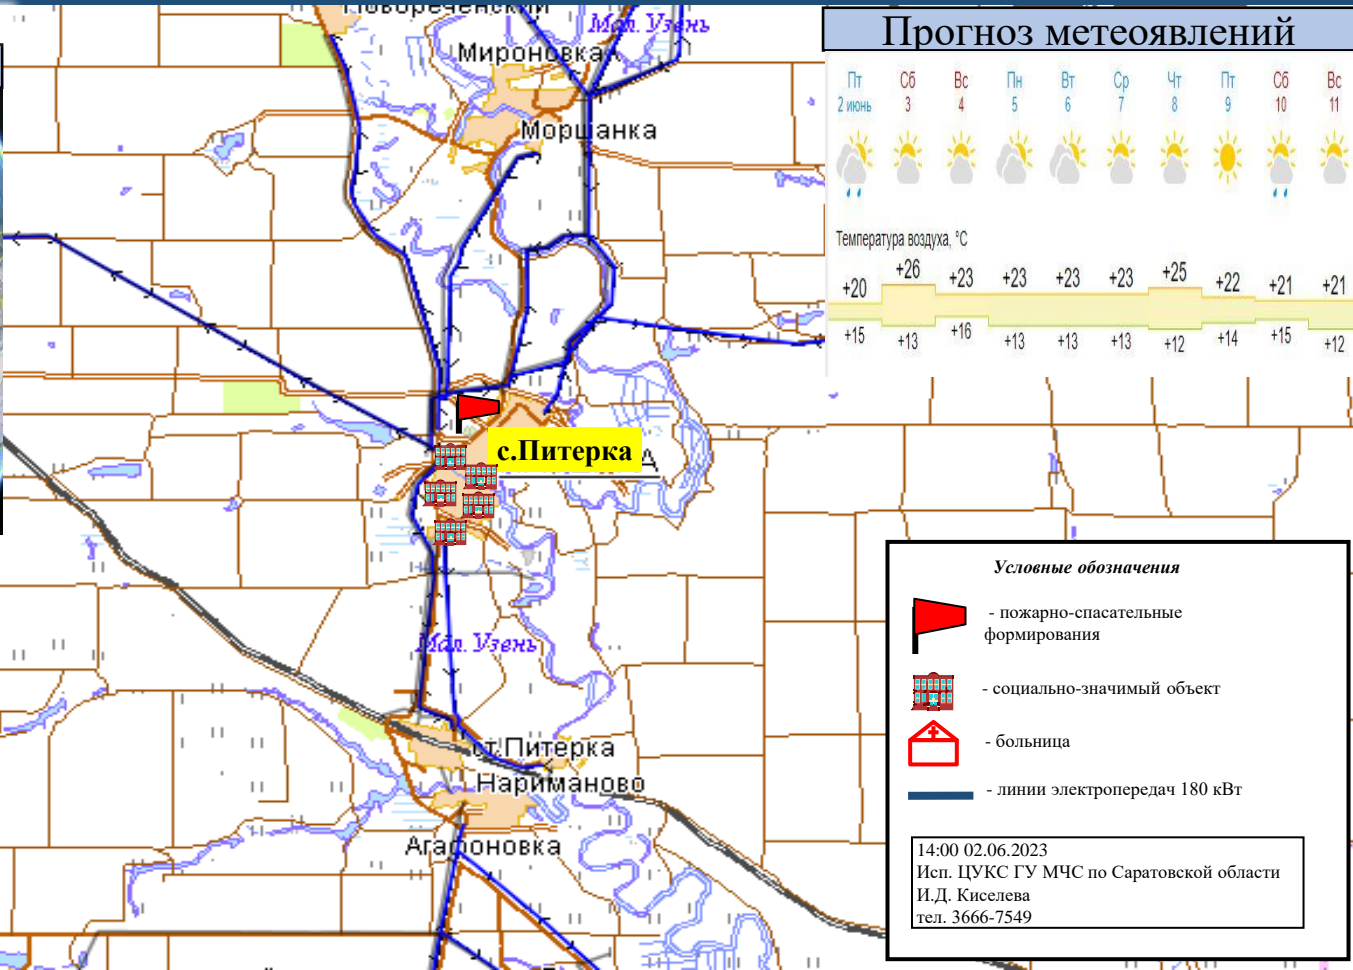 Новореченский
Мал. Узень
Мироновка
Моршанка
Прогноз метеоявлений
Пт Сб Вс Пн Вт Ср Чт Пт Сб Вс
2 июнь 3 4 5 6 7 8 9 10 11
Температура воздуха, °C
+20 +26 +23 +23 +23 +23 +25 +22 +21 +21
+15 +13 +16 +13 +13 +13 +12 +14 +15 +12
с.Питерка
Мал. Узень
ст.Питерка
Нариманово
Агафоновка
Условные обозначения
- пожарно-спасательные
формирования
- социально-значимый объект
- больница
- линии электропередач 180 кВт
14:00 02.06.2023
Исп. ЦУКС ГУ МЧС по Саратовской области
И.Д. Киселева
тел. 3666-7549